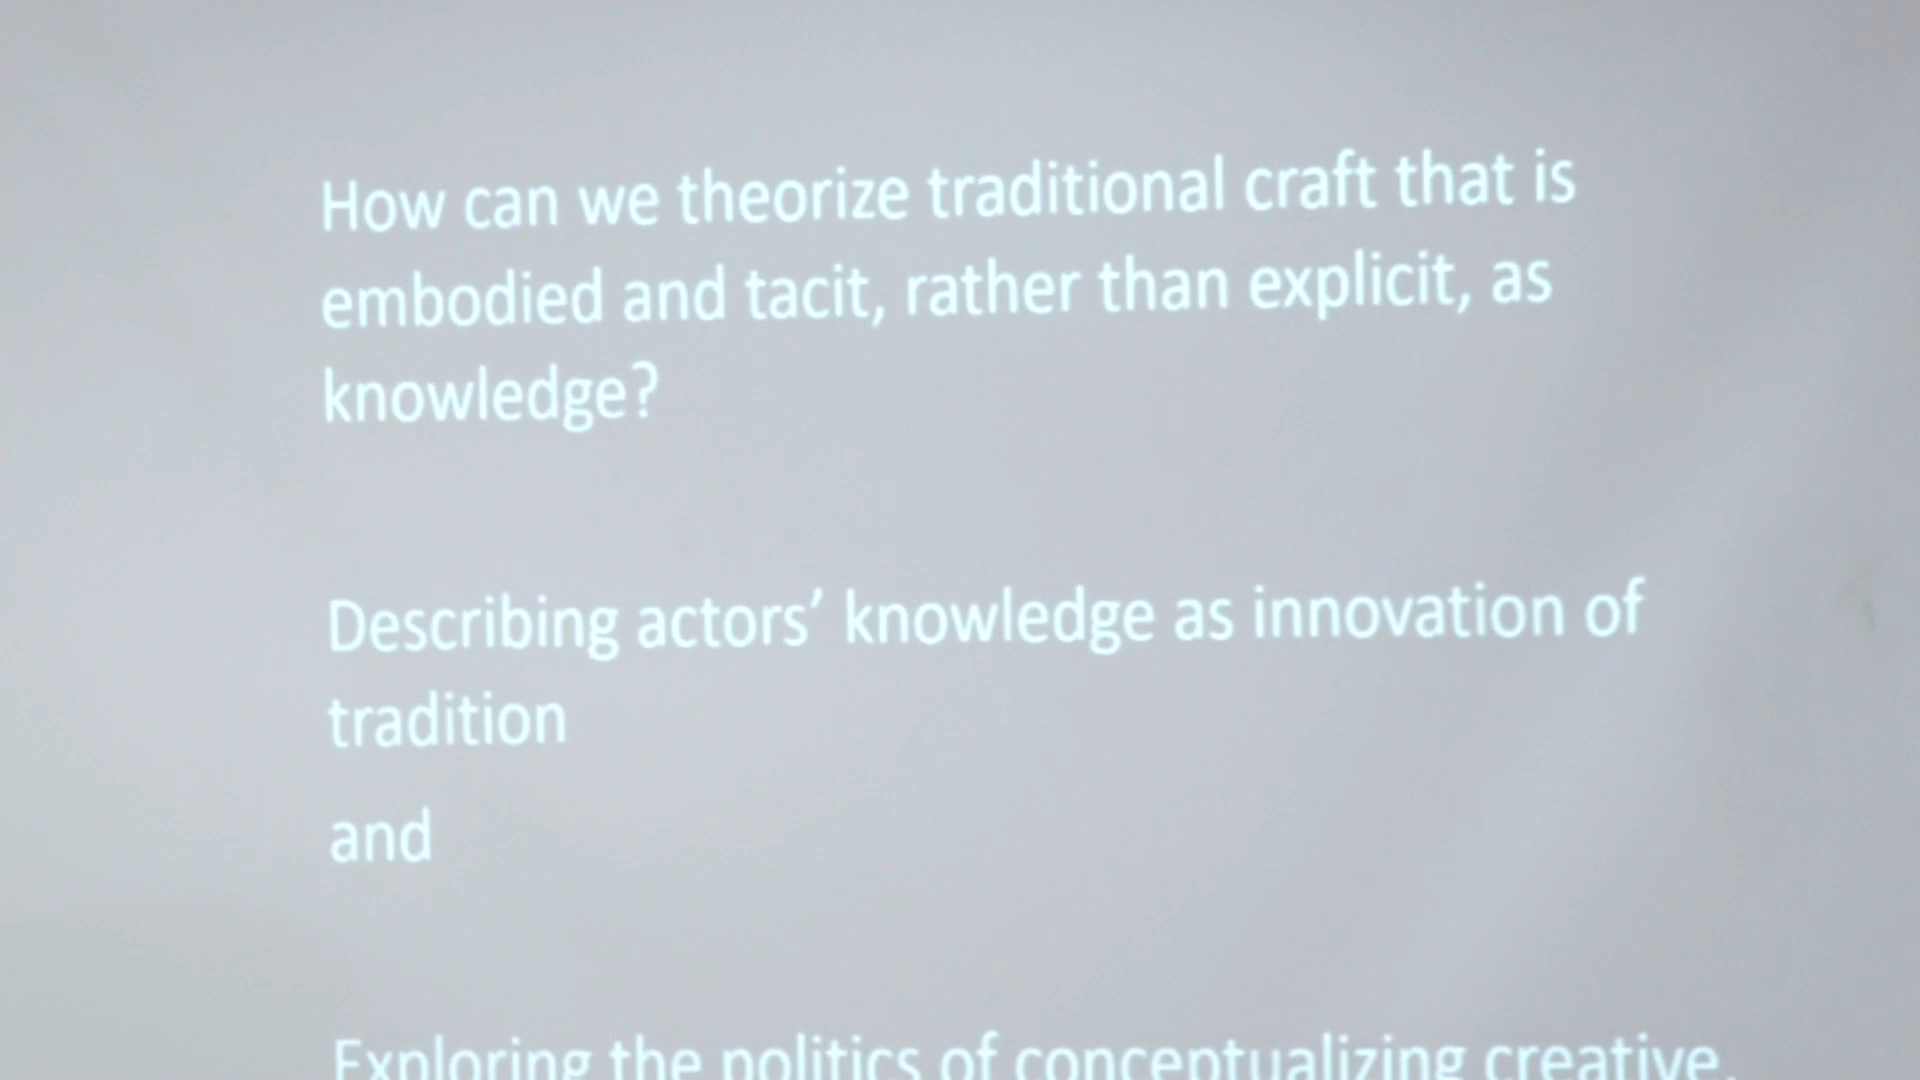 How can we theorize traditional craft that is
embodied and tacit, rather than explicit, as
knowledge?
Describing actors’ knowledge as innovation of
tradition
and
Exploring the politics of conceptualizing creative,